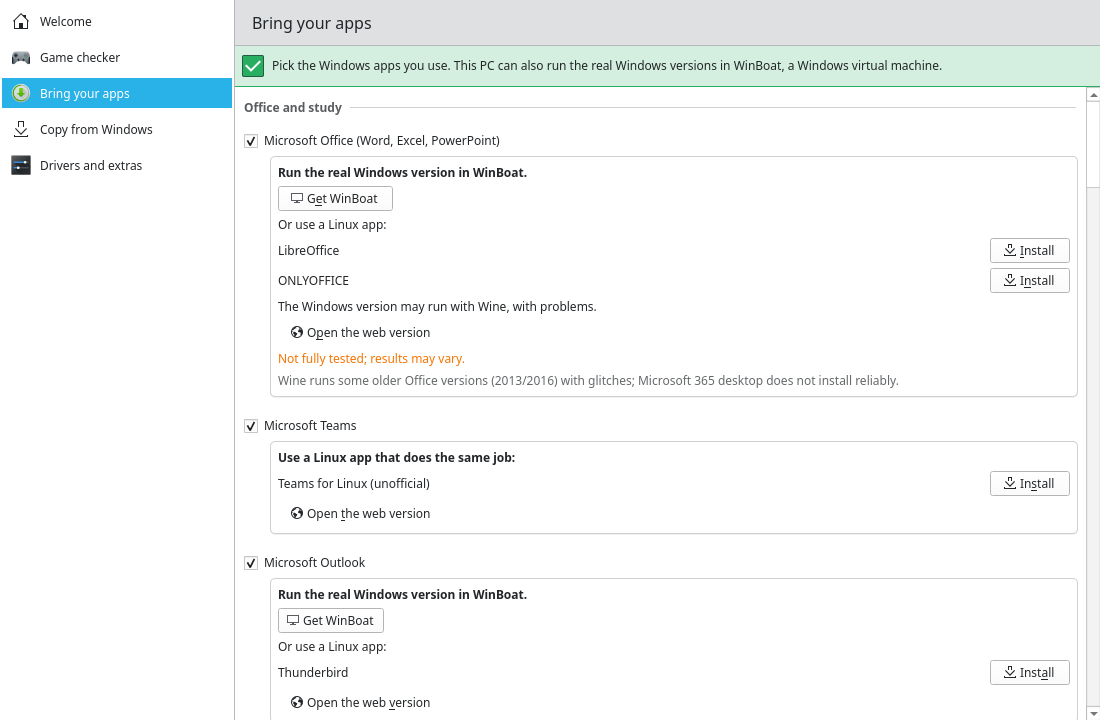 Welcome
Game checker
Bring your apps
Copy from Windows
Drivers and extras
Bring your apps
Pick the Windows apps you use. This PC can also run the real Windows versions in WinBoat, a Windows virtual machine.
Office and study
Microsoft Office (Word, Excel, PowerPoint)
Run the real Windows version in WinBoat.
Get WinBoat
Or use a Linux app:
LibreOffice Install
ONLYOFFICE Install
The Windows version may run with Wine, with problems.
Open the web version
Not fully tested; results may vary.
Wine runs some older Office versions (2013/2016) with glitches; Microsoft 365 desktop does not install reliably.
Microsoft Teams
Use a Linux app that does the same job:
Teams for Linux (unofficial) Install
Open the web version
Microsoft Outlook
Run the real Windows version in WinBoat.
Get WinBoat
Or use a Linux app:
Thunderbird Install
Open the web version